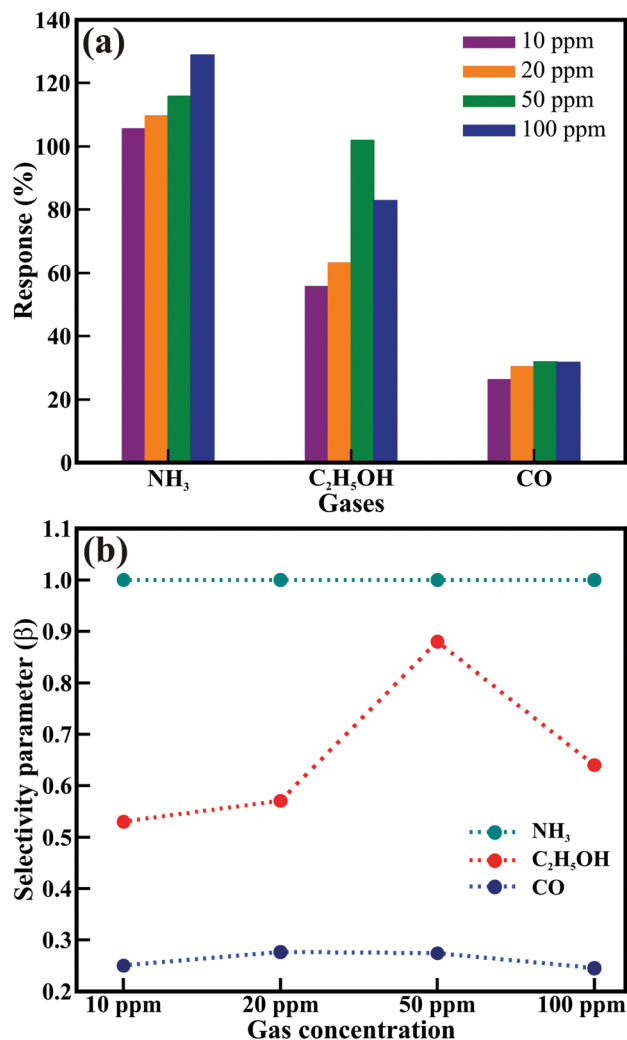 (a)
10 ppm
20 ppm
50 ppm
100 ppm
Response (%)
140
120
100
80
60
40
20
0
NH₃ C₂H₅OH CO
Gases
(b)
Selectivity parameter (β)
1.1
1.0
0.9
0.8
0.7
0.6
0.5
0.4
0.3
0.2
NH₃
C₂H₅OH
CO
10 ppm 20 ppm 50 ppm 100 ppm
Gas concentration